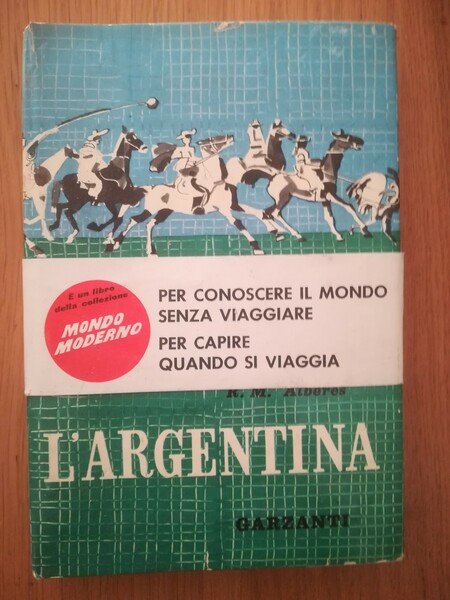 È un libro
della collezione
MONDO
MODERNO
PER CONOSCERE IL MONDO
SENZA VIAGGIARE
PER CAPIRE
QUANDO SI VIAGGIA
R. M. Albérès
L'ARGENTINA
GARZANTI